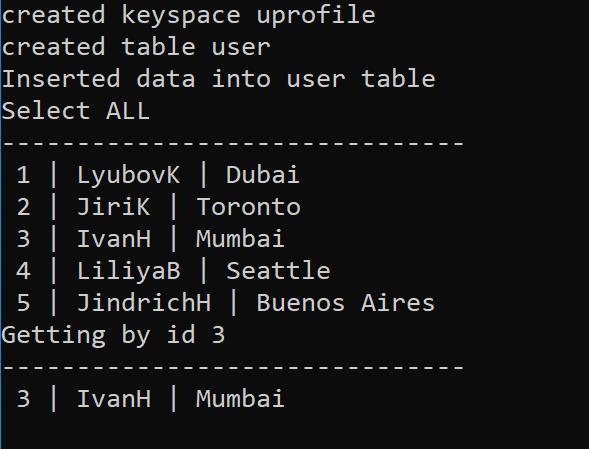 created keyspace uprofile
created table user
Inserted data into user table
Select ALL
-------------------------------
1 | LyubovK | Dubai
2 | JiriK | Toronto
3 | IvanH | Mumbai
4 | LiliyaB | Seattle
5 | JindrichH | Buenos Aires
Getting by id 3
-------------------------------
3 | IvanH | Mumbai